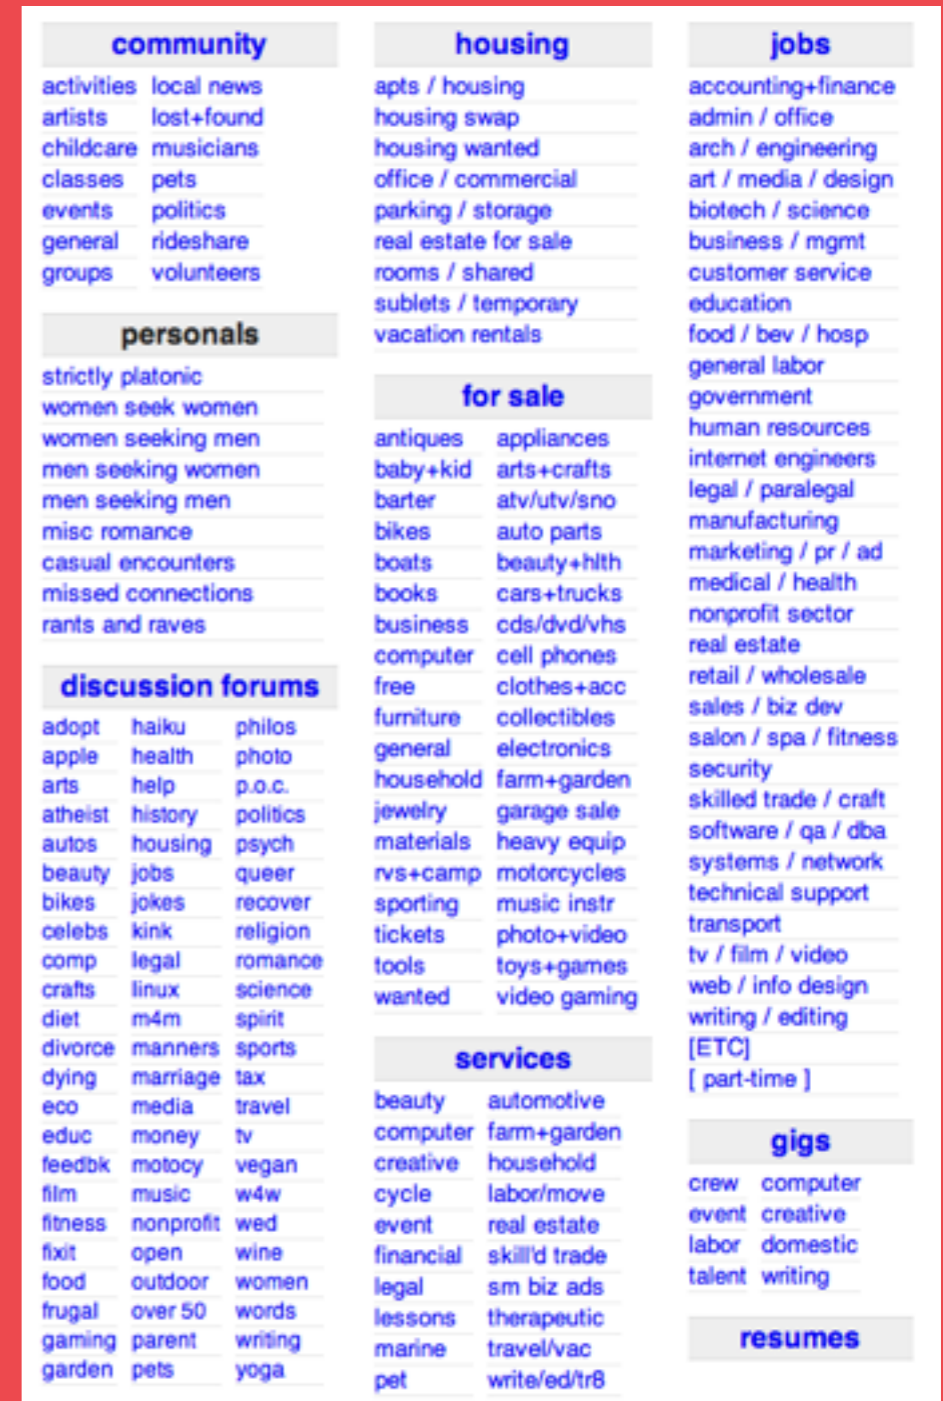 community
activities local news
artists lost+found
childcare musicians
classes pets
events politics
general rideshare
groups volunteers
personals
strictly platonic
women seek women
women seeking men
men seeking women
men seeking men
misc romance
casual encounters
missed connections
rants and raves
discussion forums
adopt haiku philos
apple health photo
arts help p.o.c.
atheist history politics
autos housing psych
beauty jobs queer
bikes jokes recover
celebs kink religion
comp legal romance
crafts linux science
diet m4m spirit
divorce manners sports
dying marriage tax
eco media travel
educ money tv
feedbk motocy vegan
film music w4w
fitness nonprofit wed
fixit open wine
food outdoor women
frugal over 50 words
gaming parent writing
garden pets yoga
housing
apts / housing
housing swap
housing wanted
office / commercial
parking / storage
real estate for sale
rooms / shared
sublets / temporary
vacation rentals
for sale
antiques appliances
baby+kid arts+crafts
barter atv/utv/sno
bikes auto parts
boats beauty+hlth
books cars+trucks
business cds/dvd/vhs
computer cell phones
free clothes+acc
furniture collectibles
general electronics
household farm+garden
jewelry garage sale
materials heavy equip
rvs+camp motorcycles
sporting music instr
tickets photo+video
tools toys+games
wanted video gaming
services
beauty automotive
computer farm+garden
creative household
cycle labor/move
event real estate
financial skill'd trade
legal sm biz ads
lessons therapeutic
marine travel/vac
pet write/ed/tr8
jobs
accounting+finance
admin / office
arch / engineering
art / media / design
biotech / science
business / mgmt
customer service
education
food / bev / hosp
general labor
government
human resources
internet engineers
legal / paralegal
manufacturing
marketing / pr / ad
medical / health
nonprofit sector
real estate
retail / wholesale
sales / biz dev
salon / spa / fitness
security
skilled trade / craft
software / qa / dba
systems / network
technical support
transport
tv / film / video
web / info design
writing / editing
[ETC]
[ part-time ]
gigs
crew computer
event creative
labor domestic
talent writing
resumes